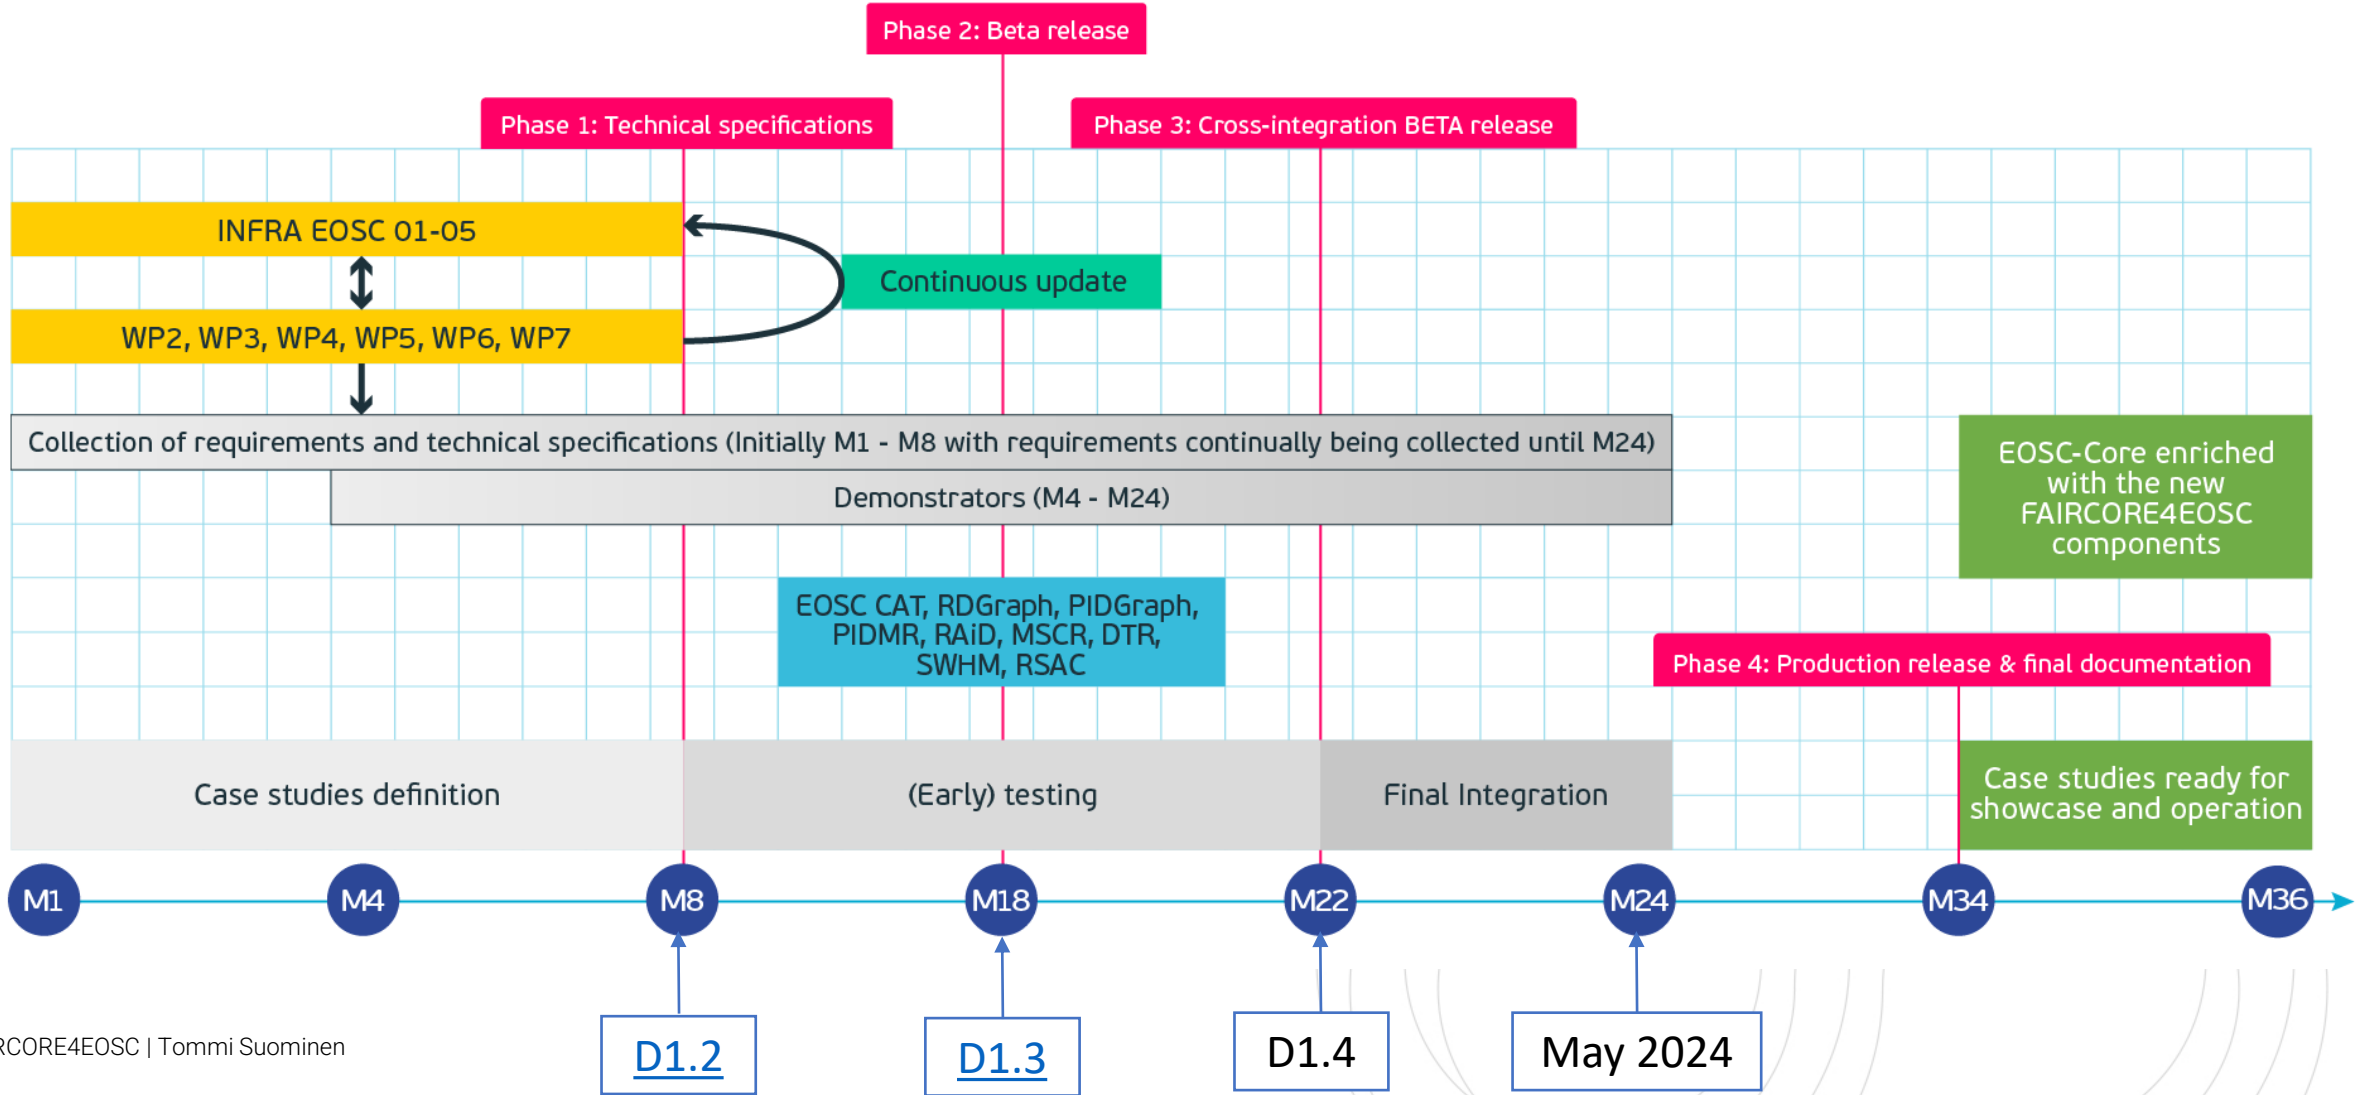 Phase 2: Beta release
Phase 1: Technical specifications
Phase 3: Cross-integration BETA release
INFRA EOSC 01-05
Continuous update
WP2, WP3, WP4, WP5, WP6, WP7
Collection of requirements and technical specifications (Initially M1 - M8 with requirements continually being collected until M24)
Demonstrators (M4 - M24)
EOSC-Core enriched
with the new
FAIRCORE4EOSC
components
EOSC CAT, RDGraph, PIDGraph,
PIDMR, RAiD, MSCR, DTR,
SWHM, RSAC
Phase 4: Production release & final documentation
Case studies definition
(Early) testing
Final Integration
Case studies ready for
showcase and operation
M1
M4
M8
M18
M22
M24
M34
M36
RCORE4EOSC | Tommi Suominen
D1.2
D1.3
D1.4
May 2024